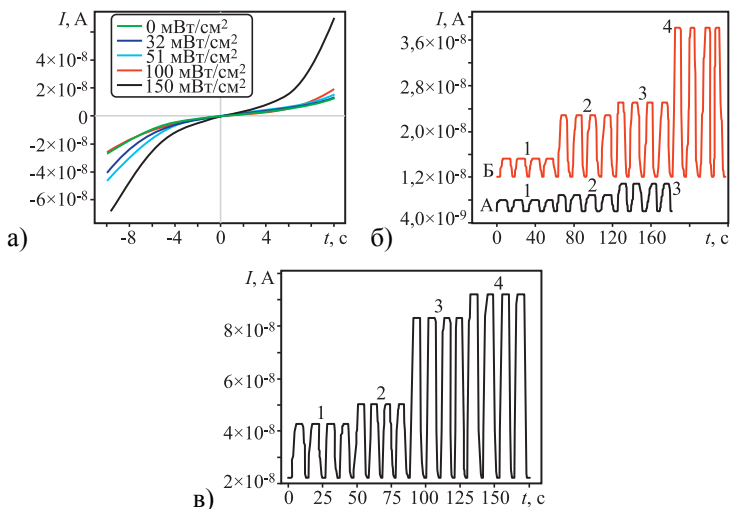 I, А
4×10-8
2×10-8
0
-2×10-8
-4×10-8
-6×10-8
0 мВт/см2
32 мВт/см2
51 мВт/см2
100 мВт/см2
150 мВт/см2
-8 -4 0 4 t, с
а)
I, А
3,6×10-8
2,8×10-8
2,0×10-8
1,2×10-8
4,0×10-9
Б 1 2 3 4
А 1 2 3
0 40 80 120 160 t, с
б)
I, А
8×10-8
6×10-8
4×10-8
2×10-8
1 2 3 4
0 25 50 75 100 125 150 t, с
в)